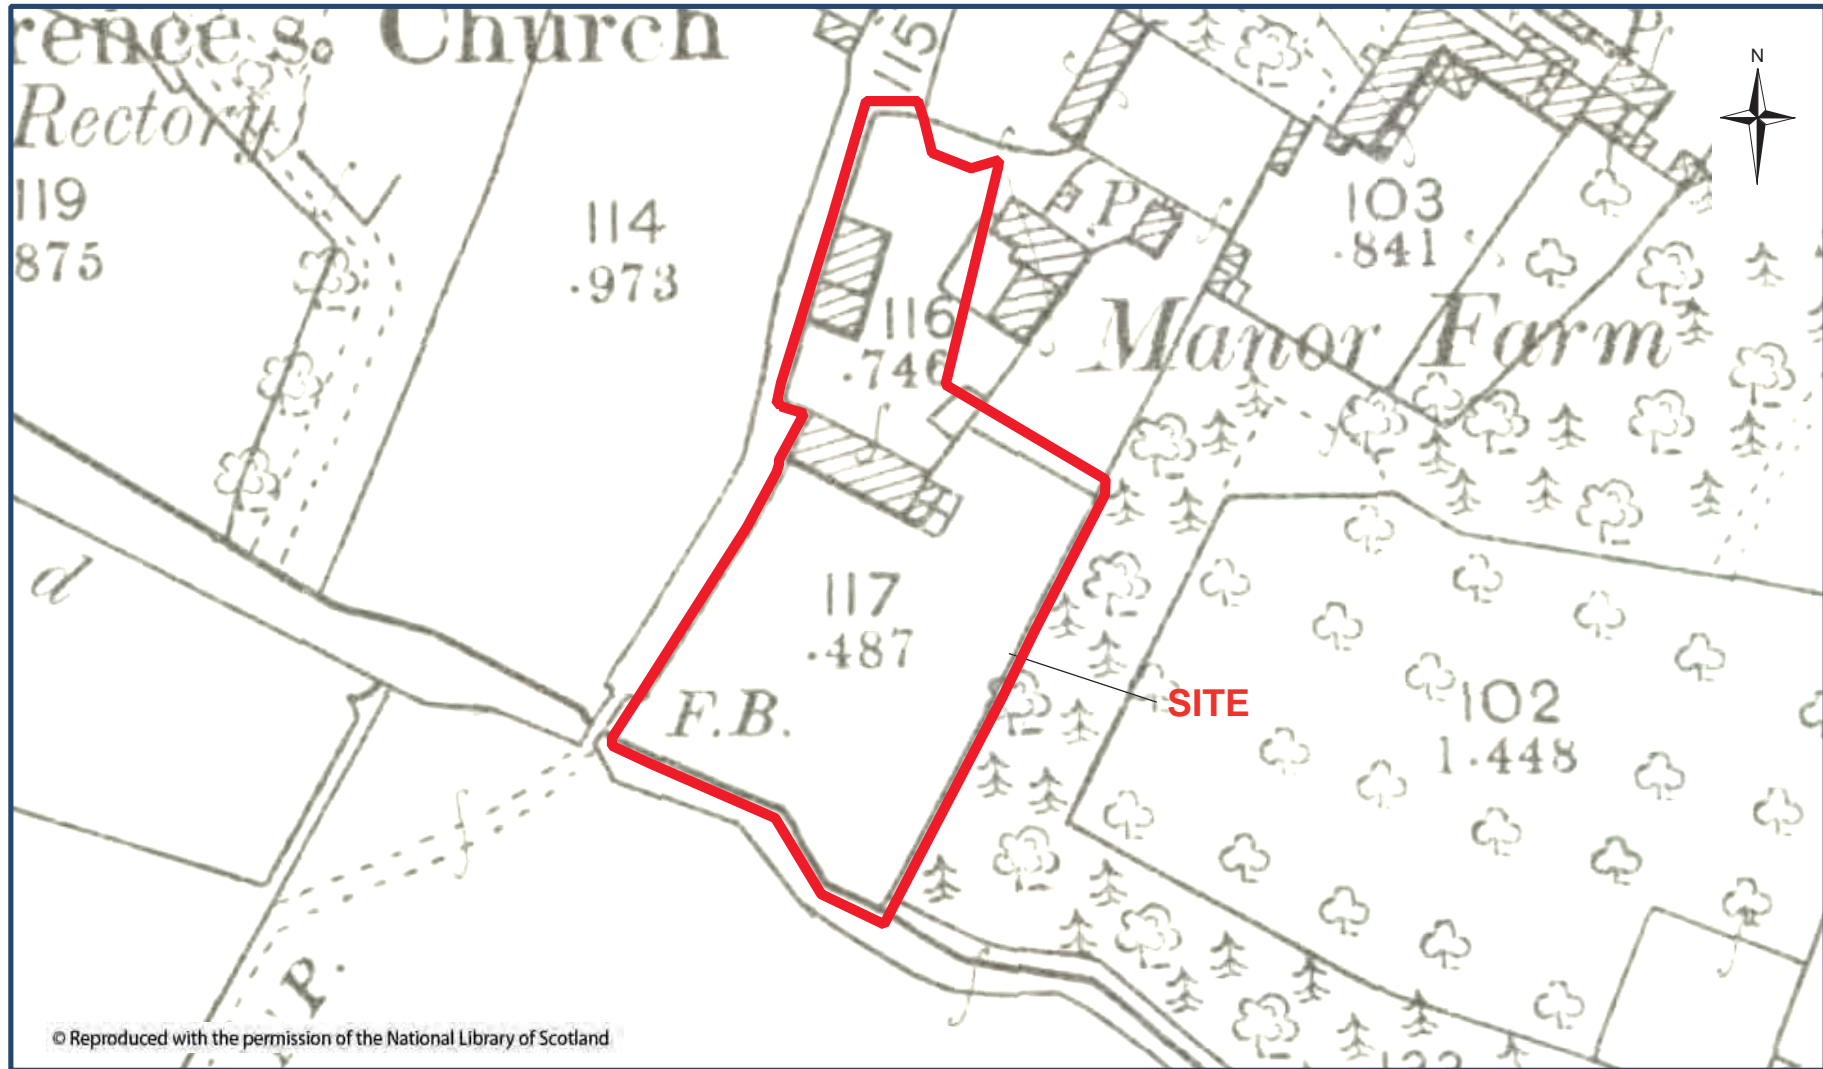 rence's. Church
Rectory
115
N
119
875
114
.973
P
103
.841
116
.746
Manor Farm
d
117
.487
F.B.
SITE
102
1.448
P.
© Reproduced with the permission of the National Library of Scotland